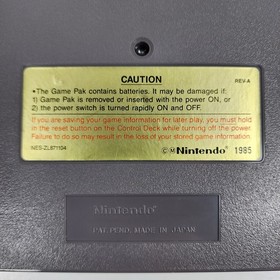 CAUTION
REV-A
•The Game Pak contains batteries. It may be damaged if:
1) Game Pak is removed or inserted with the power ON, or
2) the power switch is turned rapidly ON and OFF.
If you are saving your game information for later play, you must hold
in the reset button on the Control Deck while turning off the power.
Failure to do so may result in the loss of your stored game information.
©Ⓜ Nintendo 1985
NES-ZL871104
Nintendo
PAT. PEND. MADE IN JAPAN